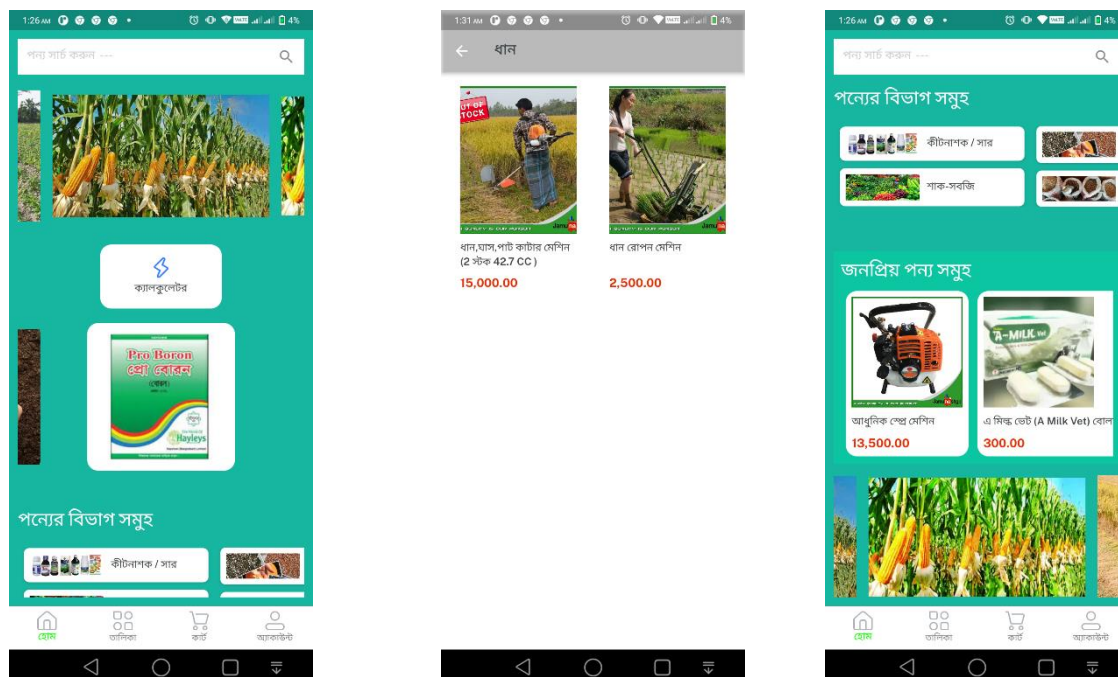 1:26 AM
4%
পন্য সার্চ করুন ---
ক্যালকুলেটর
Pro Boron
প্রো বোরন
(বোরন)
Hayleys
পন্যের বিভাগ সমুহ
কীটনাশক / সার
হোম
তালিকা
কার্ট
অ্যাকাউন্ট
1:31 AM
4%
ধান
OUT OF
STOCK
ধান,ঘাস,পাট কাটার মেশিন
(2 স্টক 42.7 CC )
15,000.00
ধান রোপন মেশিন
2,500.00
1:26 AM
4%
পন্য সার্চ করুন ---
পন্যের বিভাগ সমুহ
কীটনাশক / সার
শাক-সবজি
জনপ্রিয় পন্য সমুহ
A-MILK Vet
আধুনিক স্প্রে মেশিন
13,500.00
এ মিল্ক ভেট (A Milk Vet) বোলা
300.00
হোম
তালিকা
কার্ট
অ্যাকাউন্ট